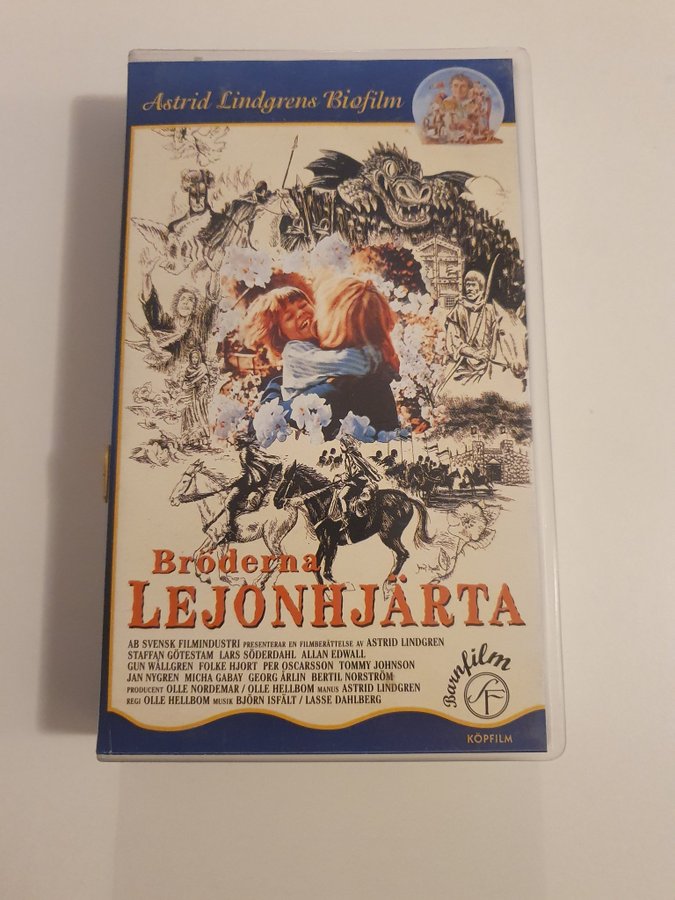 Astrid Lindgrens Biofilm
Bröderna
LEJONHJÄRTA
AB SVENSK FILMINDUSTRI PRESENTERAR EN FILMBERÄTTELSE AV ASTRID LINDGREN
STAFFAN GÖTESTAM LARS SÖDERDAHL ALLAN EDWALL
GUN WÅLLGREN FOLKE HJORT PER OSCARSSON TOMMY JOHNSON
JAN NYGREN MICHA GABAY GEORG ÅRLIN BERTIL NORSTRÖM
PRODUCENT OLLE NORDEMAR / OLLE HELLBOM MANUS ASTRID LINDGREN
REGI OLLE HELLBOM MUSIK BJÖRN ISFÄLT / LASSE DAHLBERG
Barnfilm
SF
KÖPFILM